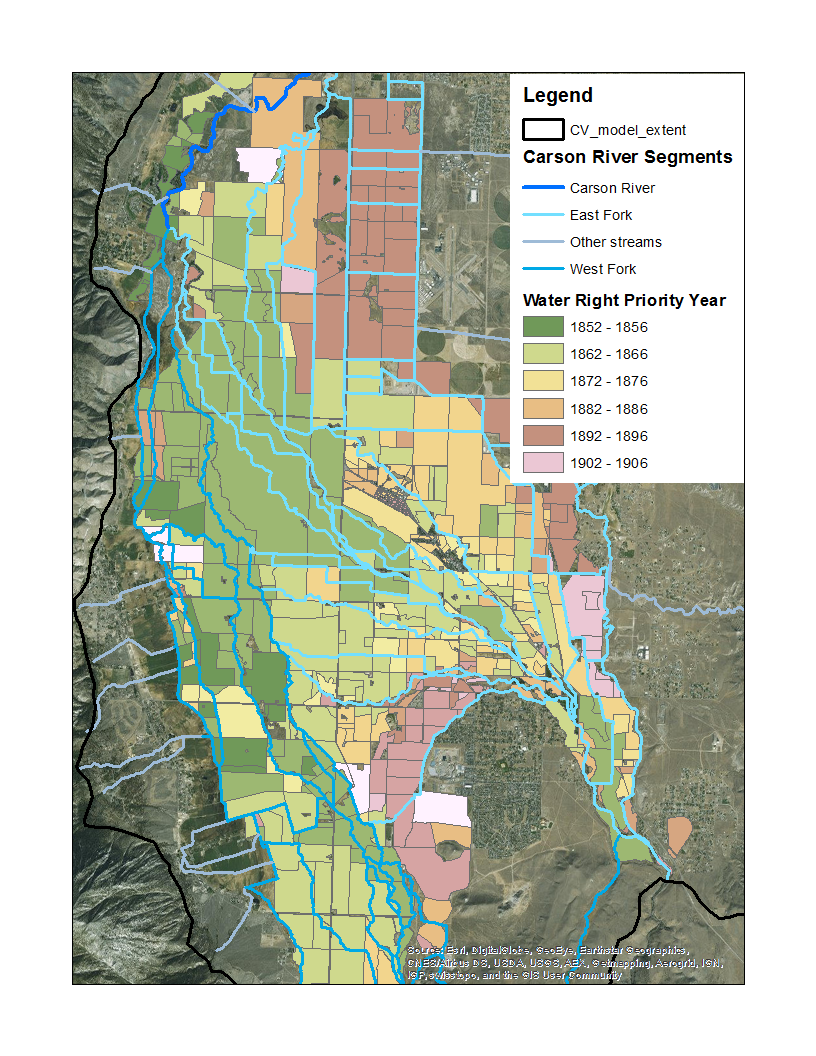 Legend
CV_model_extent
Carson River Segments
Carson River
East Fork
Other streams
West Fork
Water Right Priority Year
1852 - 1856
1862 - 1866
1872 - 1876
1882 - 1886
1892 - 1896
1902 - 1906
Source: Esri, DigitalGlobe, GeoEye, Earthstar Geographics,
CNES/Airbus DS, USDA, USGS, AEX, Getmapping, Aerogrid, IGN,
IGP, swisstopo, and the GIS User Community